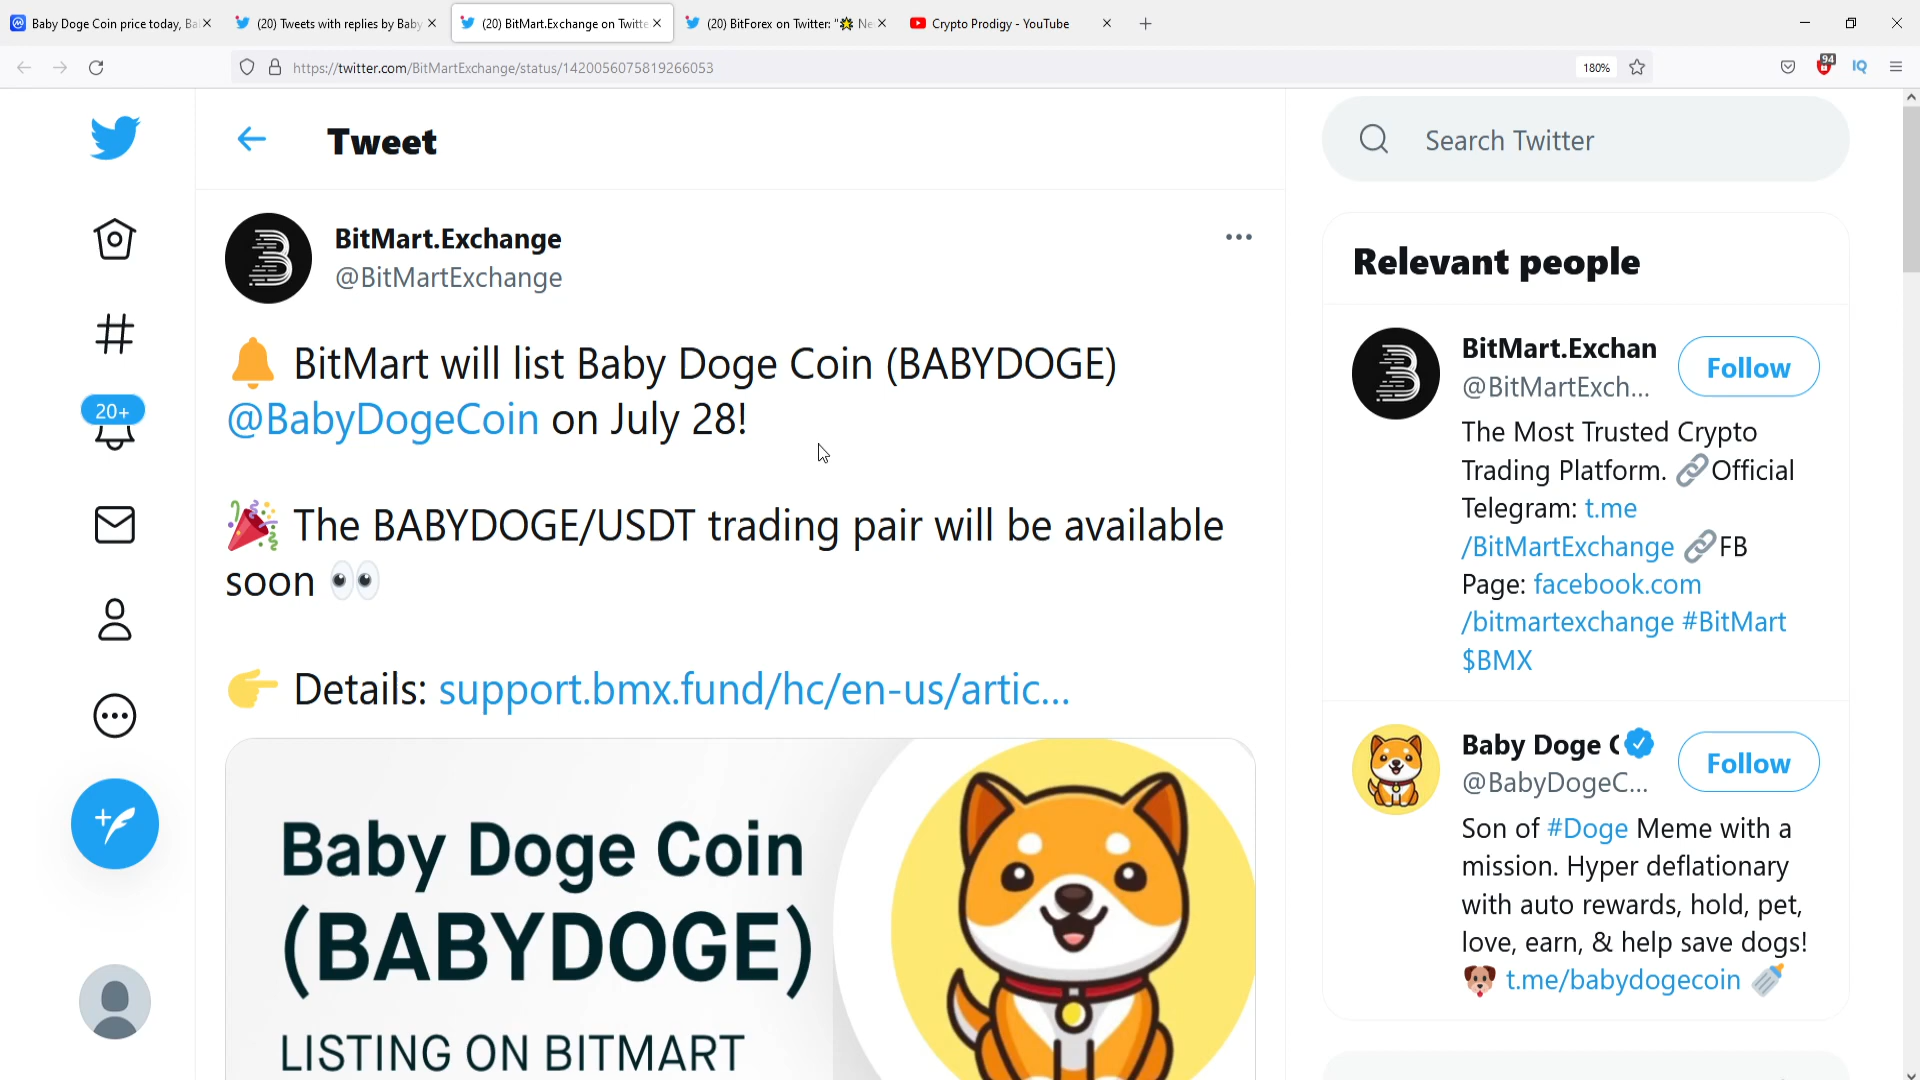 Baby Doge Coin price today, Ba
(20) Tweets with replies by Baby
(20) BitMart.Exchange on Twitte
(20) BitForex on Twitter: "🌟 Ne
Crypto Prodigy - YouTube
https://twitter.com/BitMartExchange/status/1420056075819266053
180%
94
IQ
Tweet
Search Twitter
BitMart.Exchange
@BitMartExchange
🔔 BitMart will list Baby Doge Coin (BABYDOGE)
@BabyDogeCoin on July 28!
🎉 The BABYDOGE/USDT trading pair will be available
soon 👀
👉 Details: support.bmx.fund/hc/en-us/artic...
Baby Doge Coin
(BABYDOGE)
LISTING ON BITMART
20+
Relevant people
BitMart.Exchan
@BitMartExch...
Follow
The Most Trusted Crypto
Trading Platform. 🔗Official
Telegram: t.me
/BitMartExchange 🔗FB
Page: facebook.com
/bitmartexchange #BitMart
$BMX
Baby Doge C
@BabyDogeC...
Follow
Son of #Doge Meme with a
mission. Hyper deflationary
with auto rewards, hold, pet,
love, earn, & help save dogs!
🐶 t.me/babydogecoin 🍼